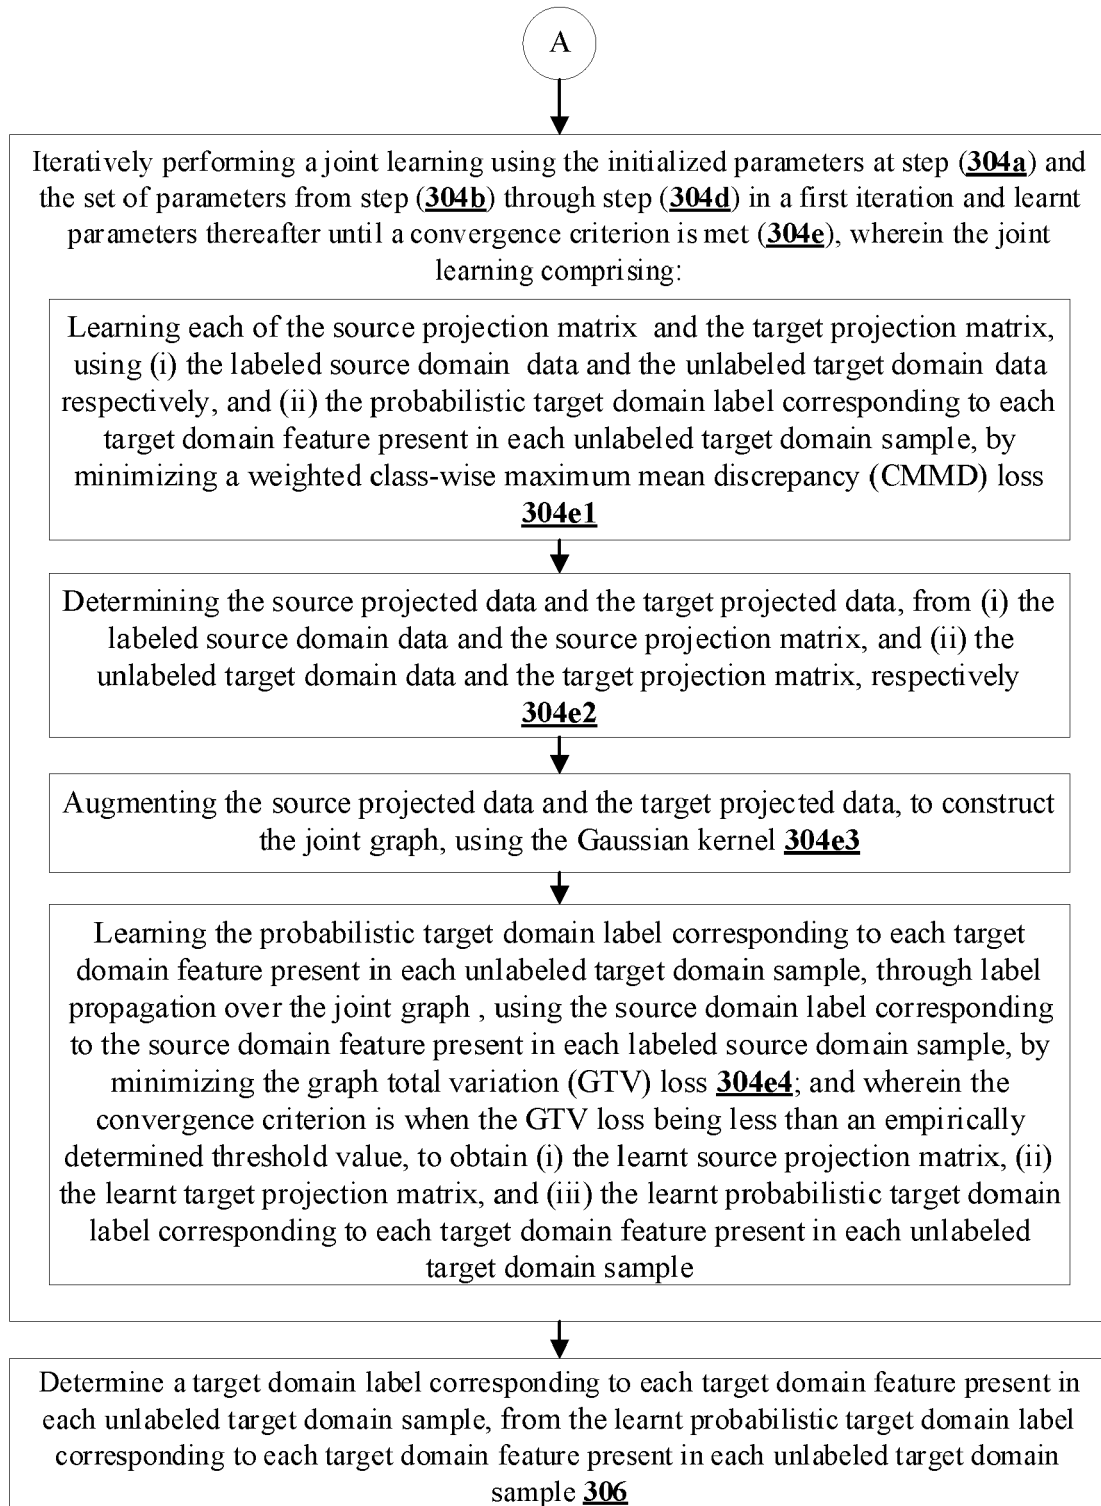 A
Iteratively performing a joint learning using the initialized parameters at step (304a) and
the set of parameters from step (304b) through step (304d) in a first iteration and learnt
parameters thereafter until a convergence criterion is met (304e), wherein the joint
learning comprising:
Learning each of the source projection matrix and the target projection matrix,
using (i) the labeled source domain data and the unlabeled target domain data
respectively, and (ii) the probabilistic target domain label corresponding to each
target domain feature present in each unlabeled target domain sample, by
minimizing a weighted class-wise maximum mean discrepancy (CMMD) loss
304e1
Determining the source projected data and the target projected data, from (i) the
labeled source domain data and the source projection matrix, and (ii) the
unlabeled target domain data and the target projection matrix, respectively
304e2
Augmenting the source projected data and the target projected data, to construct
the joint graph, using the Gaussian kernel 304e3
Learning the probabilistic target domain label corresponding to each target
domain feature present in each unlabeled target domain sample, through label
propagation over the joint graph , using the source domain label corresponding
to the source domain feature present in each labeled source domain sample, by
minimizing the graph total variation (GTV) loss 304e4; and wherein the
convergence criterion is when the GTV loss being less than an empirically
determined threshold value, to obtain (i) the learnt source projection matrix, (ii)
the learnt target projection matrix, and (iii) the learnt probabilistic target domain
label corresponding to each target domain feature present in each unlabeled
target domain sample
Determine a target domain label corresponding to each target domain feature present in
each unlabeled target domain sample, from the learnt probabilistic target domain label
corresponding to each target domain feature present in each unlabeled target domain
sample 306